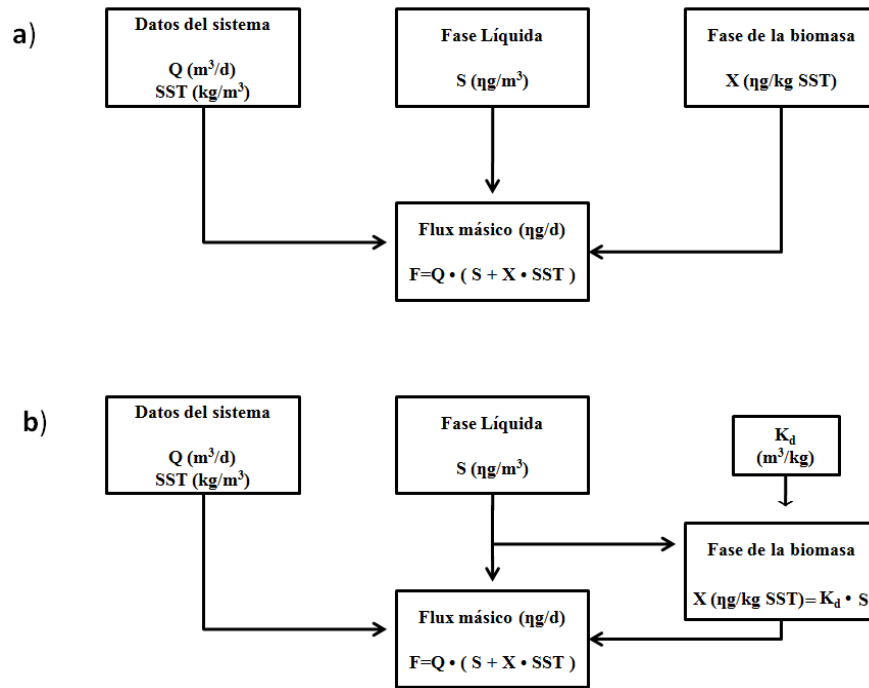 a)
Datos del sistema
Q (m³/d)
SST (kg/m³)
Fase Líquida
S (ηg/m³)
Fase de la biomasa
X (ηg/kg SST)
Flux másico (ηg/d)
F=Q • ( S + X • SST )
b)
Datos del sistema
Q (m³/d)
SST (kg/m³)
Fase Líquida
S (ηg/m³)
K_d
(m³/kg)
Fase de la biomasa
X (ηg/kg SST)= K_d • S
Flux másico (ηg/d)
F=Q • ( S + X • SST )